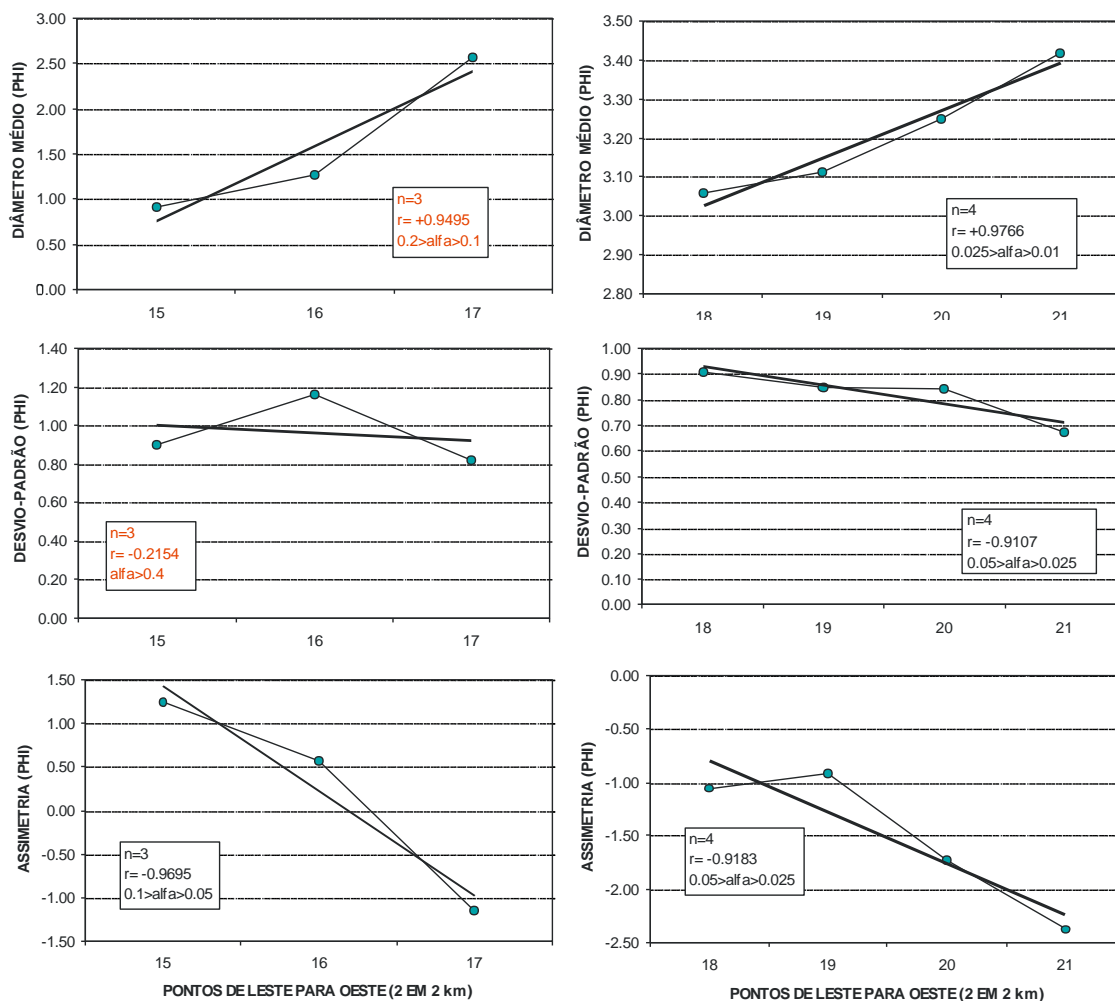 DIÂMETRO MÉDIO (PHI)
3.00
2.50
2.00
1.50
1.00
0.50
0.00
15
16
17
n=3
r= +0.9495
0.2>alfa>0.1
DIÂMETRO MÉDIO (PHI)
3.50
3.40
3.30
3.20
3.10
3.00
2.90
2.80
18
19
20
21
n=4
r= +0.9766
0.025>alfa>0.01
DESVIO-PADRÃO (PHI)
1.40
1.20
1.00
0.80
0.60
0.40
0.20
0.00
15
16
17
n=3
r= -0.2154
alfa>0.4
DESVIO-PADRÃO (PHI)
1.00
0.90
0.80
0.70
0.60
0.50
0.40
0.30
0.20
0.10
0.00
18
19
20
21
n=4
r= -0.9107
0.05>alfa>0.025
ASSIMETRIA (PHI)
1.50
1.00
0.50
0.00
-0.50
-1.00
-1.50
15
16
17
n=3
r= -0.9695
0.1>alfa>0.05
PONTOS DE LESTE PARA OESTE (2 EM 2 km)
ASSIMETRIA (PHI)
0.00
-0.50
-1.00
-1.50
-2.00
-2.50
18
19
20
21
n=4
r= -0.9183
0.05>alfa>0.025
PONTOS DE LESTE PARA OESTE (2 EM 2 km)